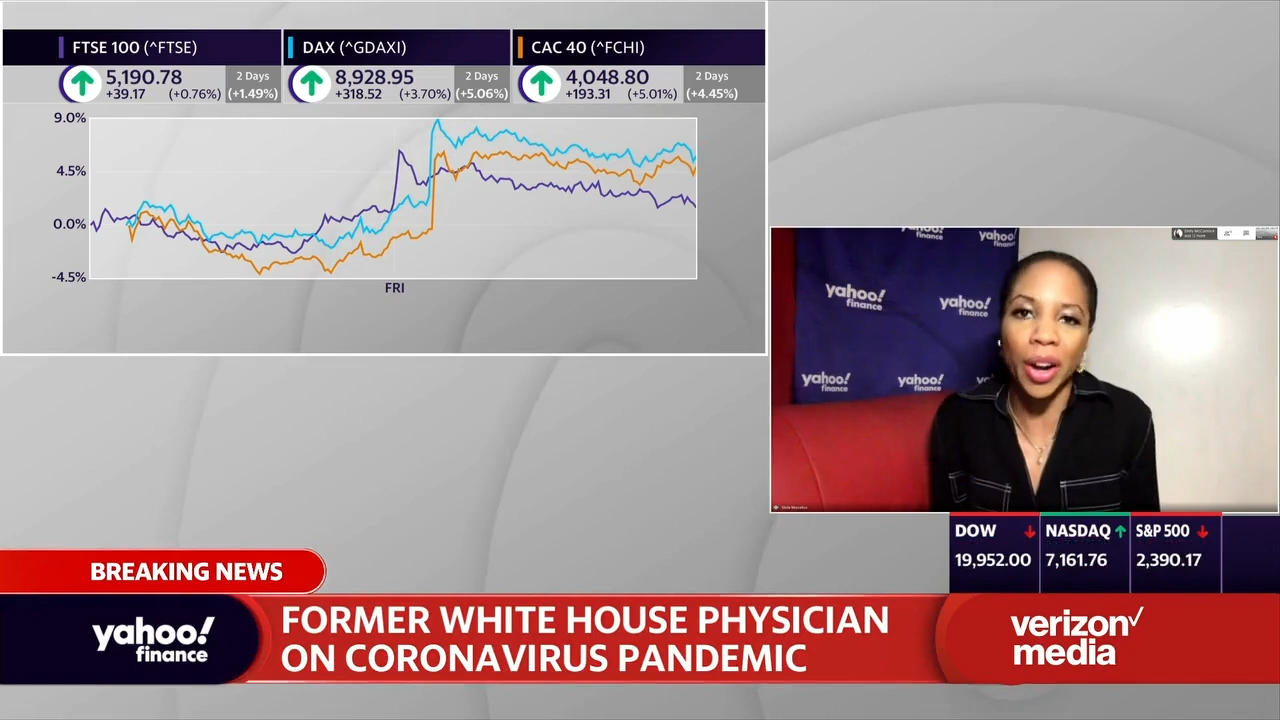 FTSE 100 (^FTSE)
5,190.78
+39.17 (+0.76%)
2 Days
(+1.49%)
DAX (^GDAXI)
8,928.95
+318.52 (+3.70%)
2 Days
(+5.06%)
CAC 40 (^FCHI)
4,048.80
+193.31 (+5.01%)
2 Days
(+4.45%)
9.0%
4.5%
0.0%
-4.5%
FRI
finance
yahoo!
yahoo!
finance
yahoo!
finance
yahoo!
finance
yahoo!
finance
DOW
19,952.00
NASDAQ
7,161.76
S&P 500
2,390.17
BREAKING NEWS
yahoo!
finance
FORMER WHITE HOUSE PHYSICIAN
ON CORONAVIRUS PANDEMIC
verizon✓
media